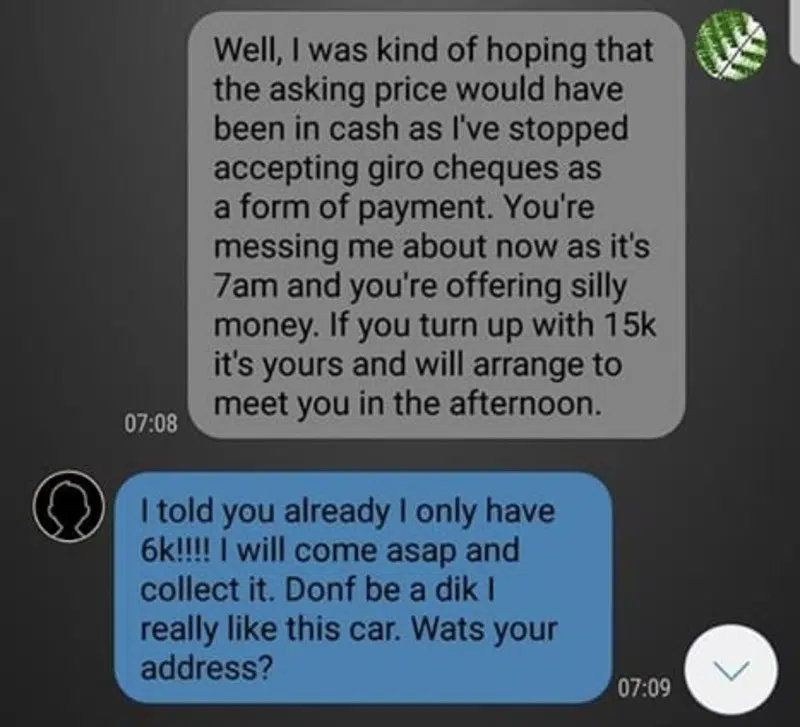 Well, I was kind of hoping that
the asking price would have
been in cash as I've stopped
accepting giro cheques as
a form of payment. You're
messing me about now as it's
7am and you're offering silly
money. If you turn up with 15k
it's yours and will arrange to
meet you in the afternoon.
07:08
I told you already I only have
6k!!!! I will come asap and
collect it. Donf be a dik I
really like this car. Wats your
address?
07:09